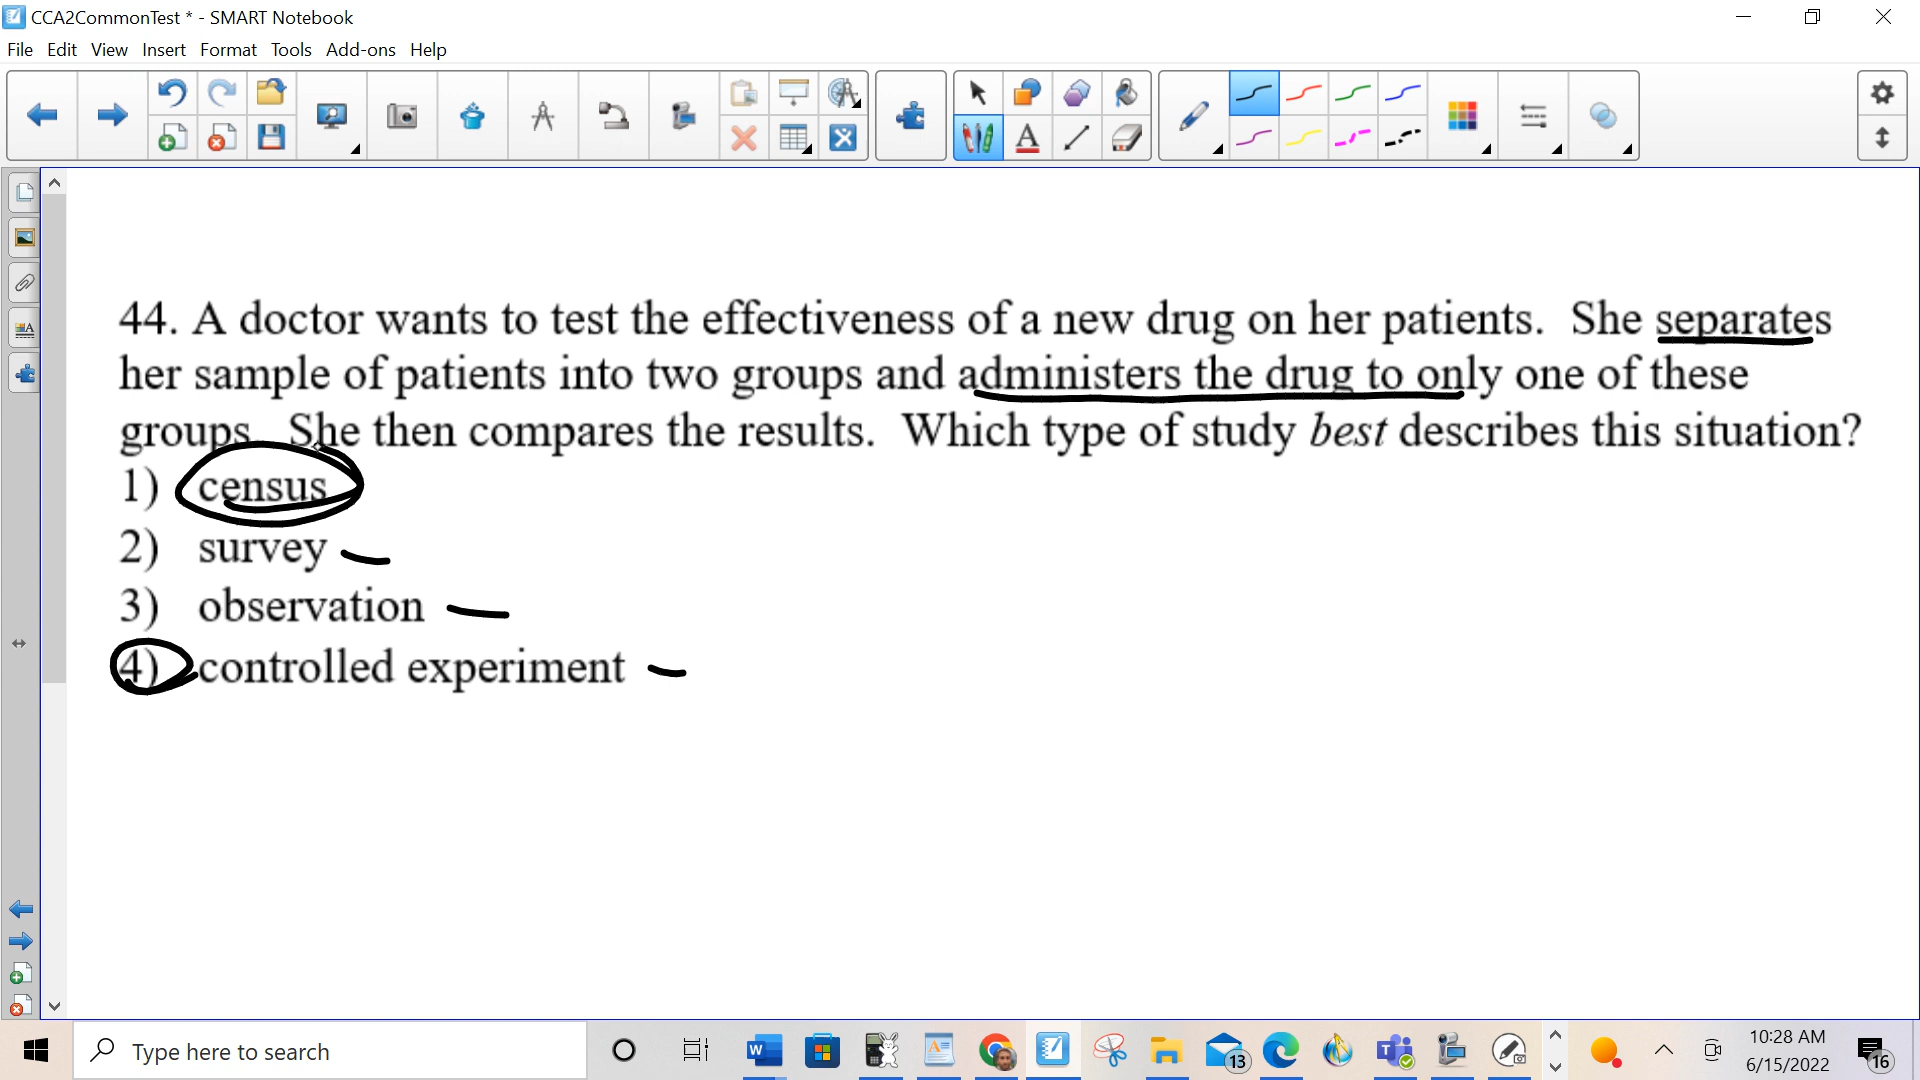 CCA2CommonTest * - SMART Notebook
File Edit View Insert Format Tools Add-ons Help
44. A doctor wants to test the effectiveness of a new drug on her patients. She separates
her sample of patients into two groups and administers the drug to only one of these
groups. She then compares the results. Which type of study best describes this situation?
1) census
2) survey
3) observation
4) controlled experiment
Type here to search
13
10:28 AM
6/15/2022
16